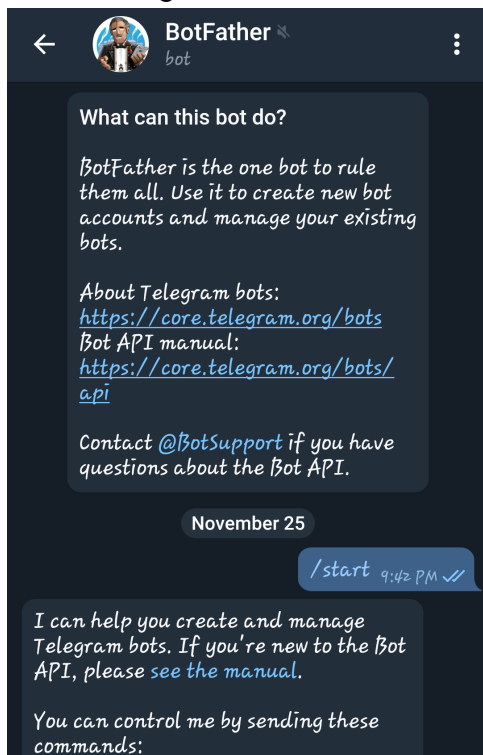 BotFather
bot
What can this bot do?
BotFather is the one bot to rule
them all. Use it to create new bot
accounts and manage your existing
bots.
About Telegram bots:
https://core.telegram.org/bots
Bot API manual:
https://core.telegram.org/bots/
api
Contact @BotSupport if you have
questions about the Bot API.
November 25
/start 9:42 PM
I can help you create and manage
Telegram bots. If you're new to the Bot
API, please see the manual.
You can control me by sending these
commands: